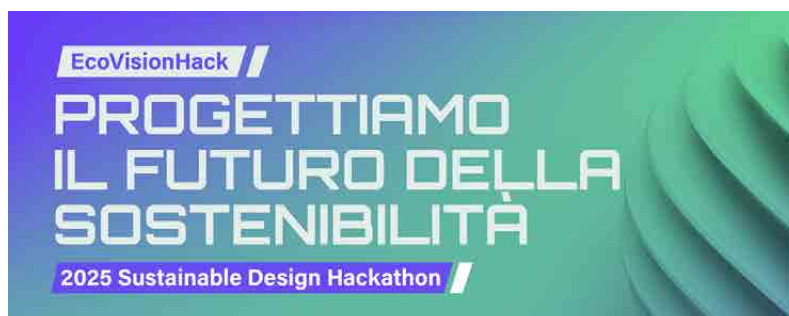 EcoVisionHack
PROGETTIAMO
IL FUTURO DELLA
SOSTENIBILITÀ
2025 Sustainable Design Hackathon